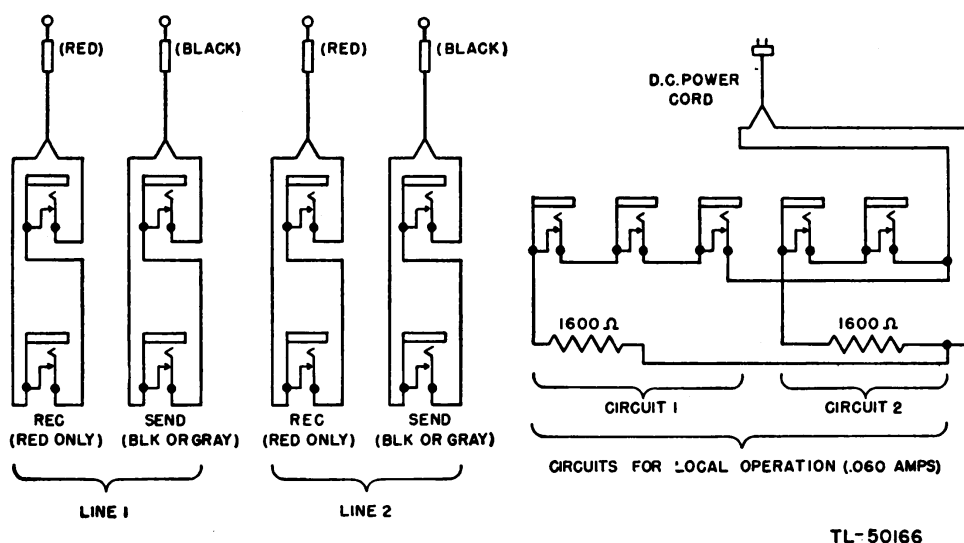 (RED)
(BLACK)
(RED)
(BLACK)
D.C. POWER
CORD
1600 Ω
1600 Ω
REC
(RED ONLY)
SEND
(BLK OR GRAY)
REC
(RED ONLY)
SEND
(BLK OR GRAY)
CIRCUIT 1
CIRCUIT 2
CIRCUITS FOR LOCAL OPERATION (.060 AMPS)
LINE 1
LINE 2
TL-50166